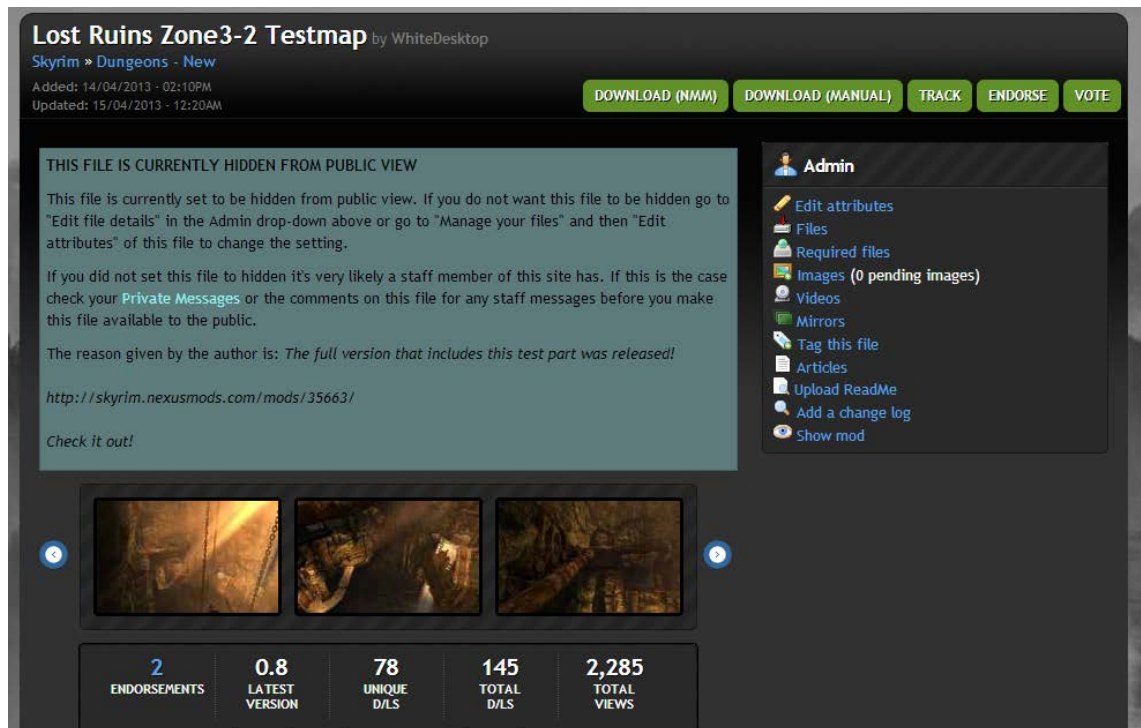 Lost Ruins Zone3-2 Testmap by WhiteDesktop
Skyrim » Dungeons - New
Added: 14/04/2013 - 02:10PM
Updated: 15/04/2013 - 12:20AM
DOWNLOAD (NMM) DOWNLOAD (MANUAL) TRACK ENDORSE VOTE
THIS FILE IS CURRENTLY HIDDEN FROM PUBLIC VIEW
This file is currently set to be hidden from public view. If you do not want this file to be hidden go to
"Edit file details" in the Admin drop-down above or go to "Manage your files" and then "Edit
attributes" of this file to change the setting.
If you did not set this file to hidden it's very likely a staff member of this site has. If this is the case
check your Private Messages or the comments on this file for any staff messages before you make
this file available to the public.
The reason given by the author is: The full version that includes this test part was released!
http://skyrim.nexusmods.com/mods/35663/
Check it out!
Admin
Edit attributes
Files
Required files
Images (0 pending images)
Videos
Mirrors
Tag this file
Articles
Upload ReadMe
Add a change log
Show mod
2 0.8 78 145 2,285
ENDORSEMENTS LATEST UNIQUE TOTAL TOTAL
VERSION D/LS D/LS VIEWS